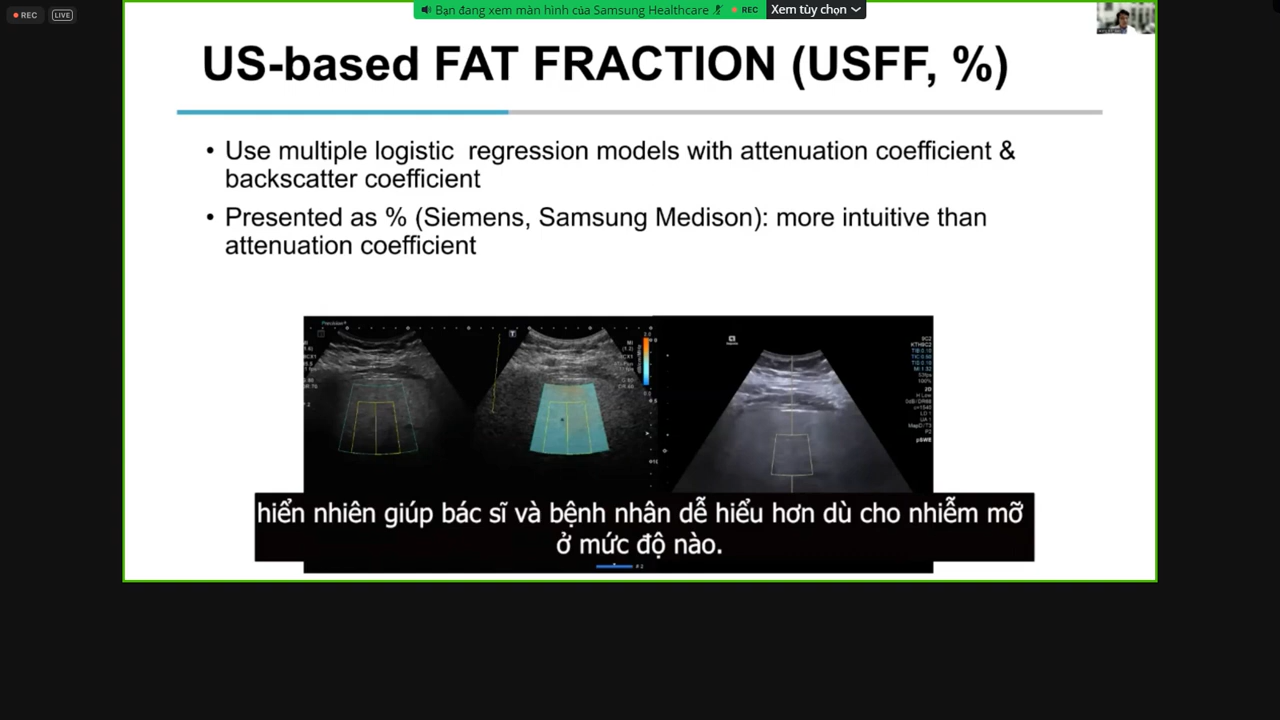 REC
LIVE
Bạn đang xem màn hình của Samsung Healthcare
REC
Xem tùy chọn
US-based FAT FRACTION (USFF, %)
• Use multiple logistic regression models with attenuation coefficient &
backscatter coefficient
• Presented as % (Siemens, Samsung Medison): more intuitive than
attenuation coefficient
hiển nhiên giúp bác sĩ và bệnh nhân dễ hiểu hơn dù cho nhiễm mỡ
ở mức độ nào.